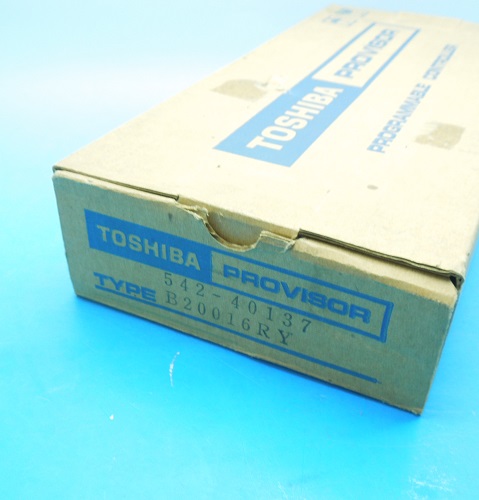 TOSHIBA PROVISOR
PROGRAMMABLE CONTROLLER
TOSHIBA PROVISOR
542-40137
TYPE B20016RY